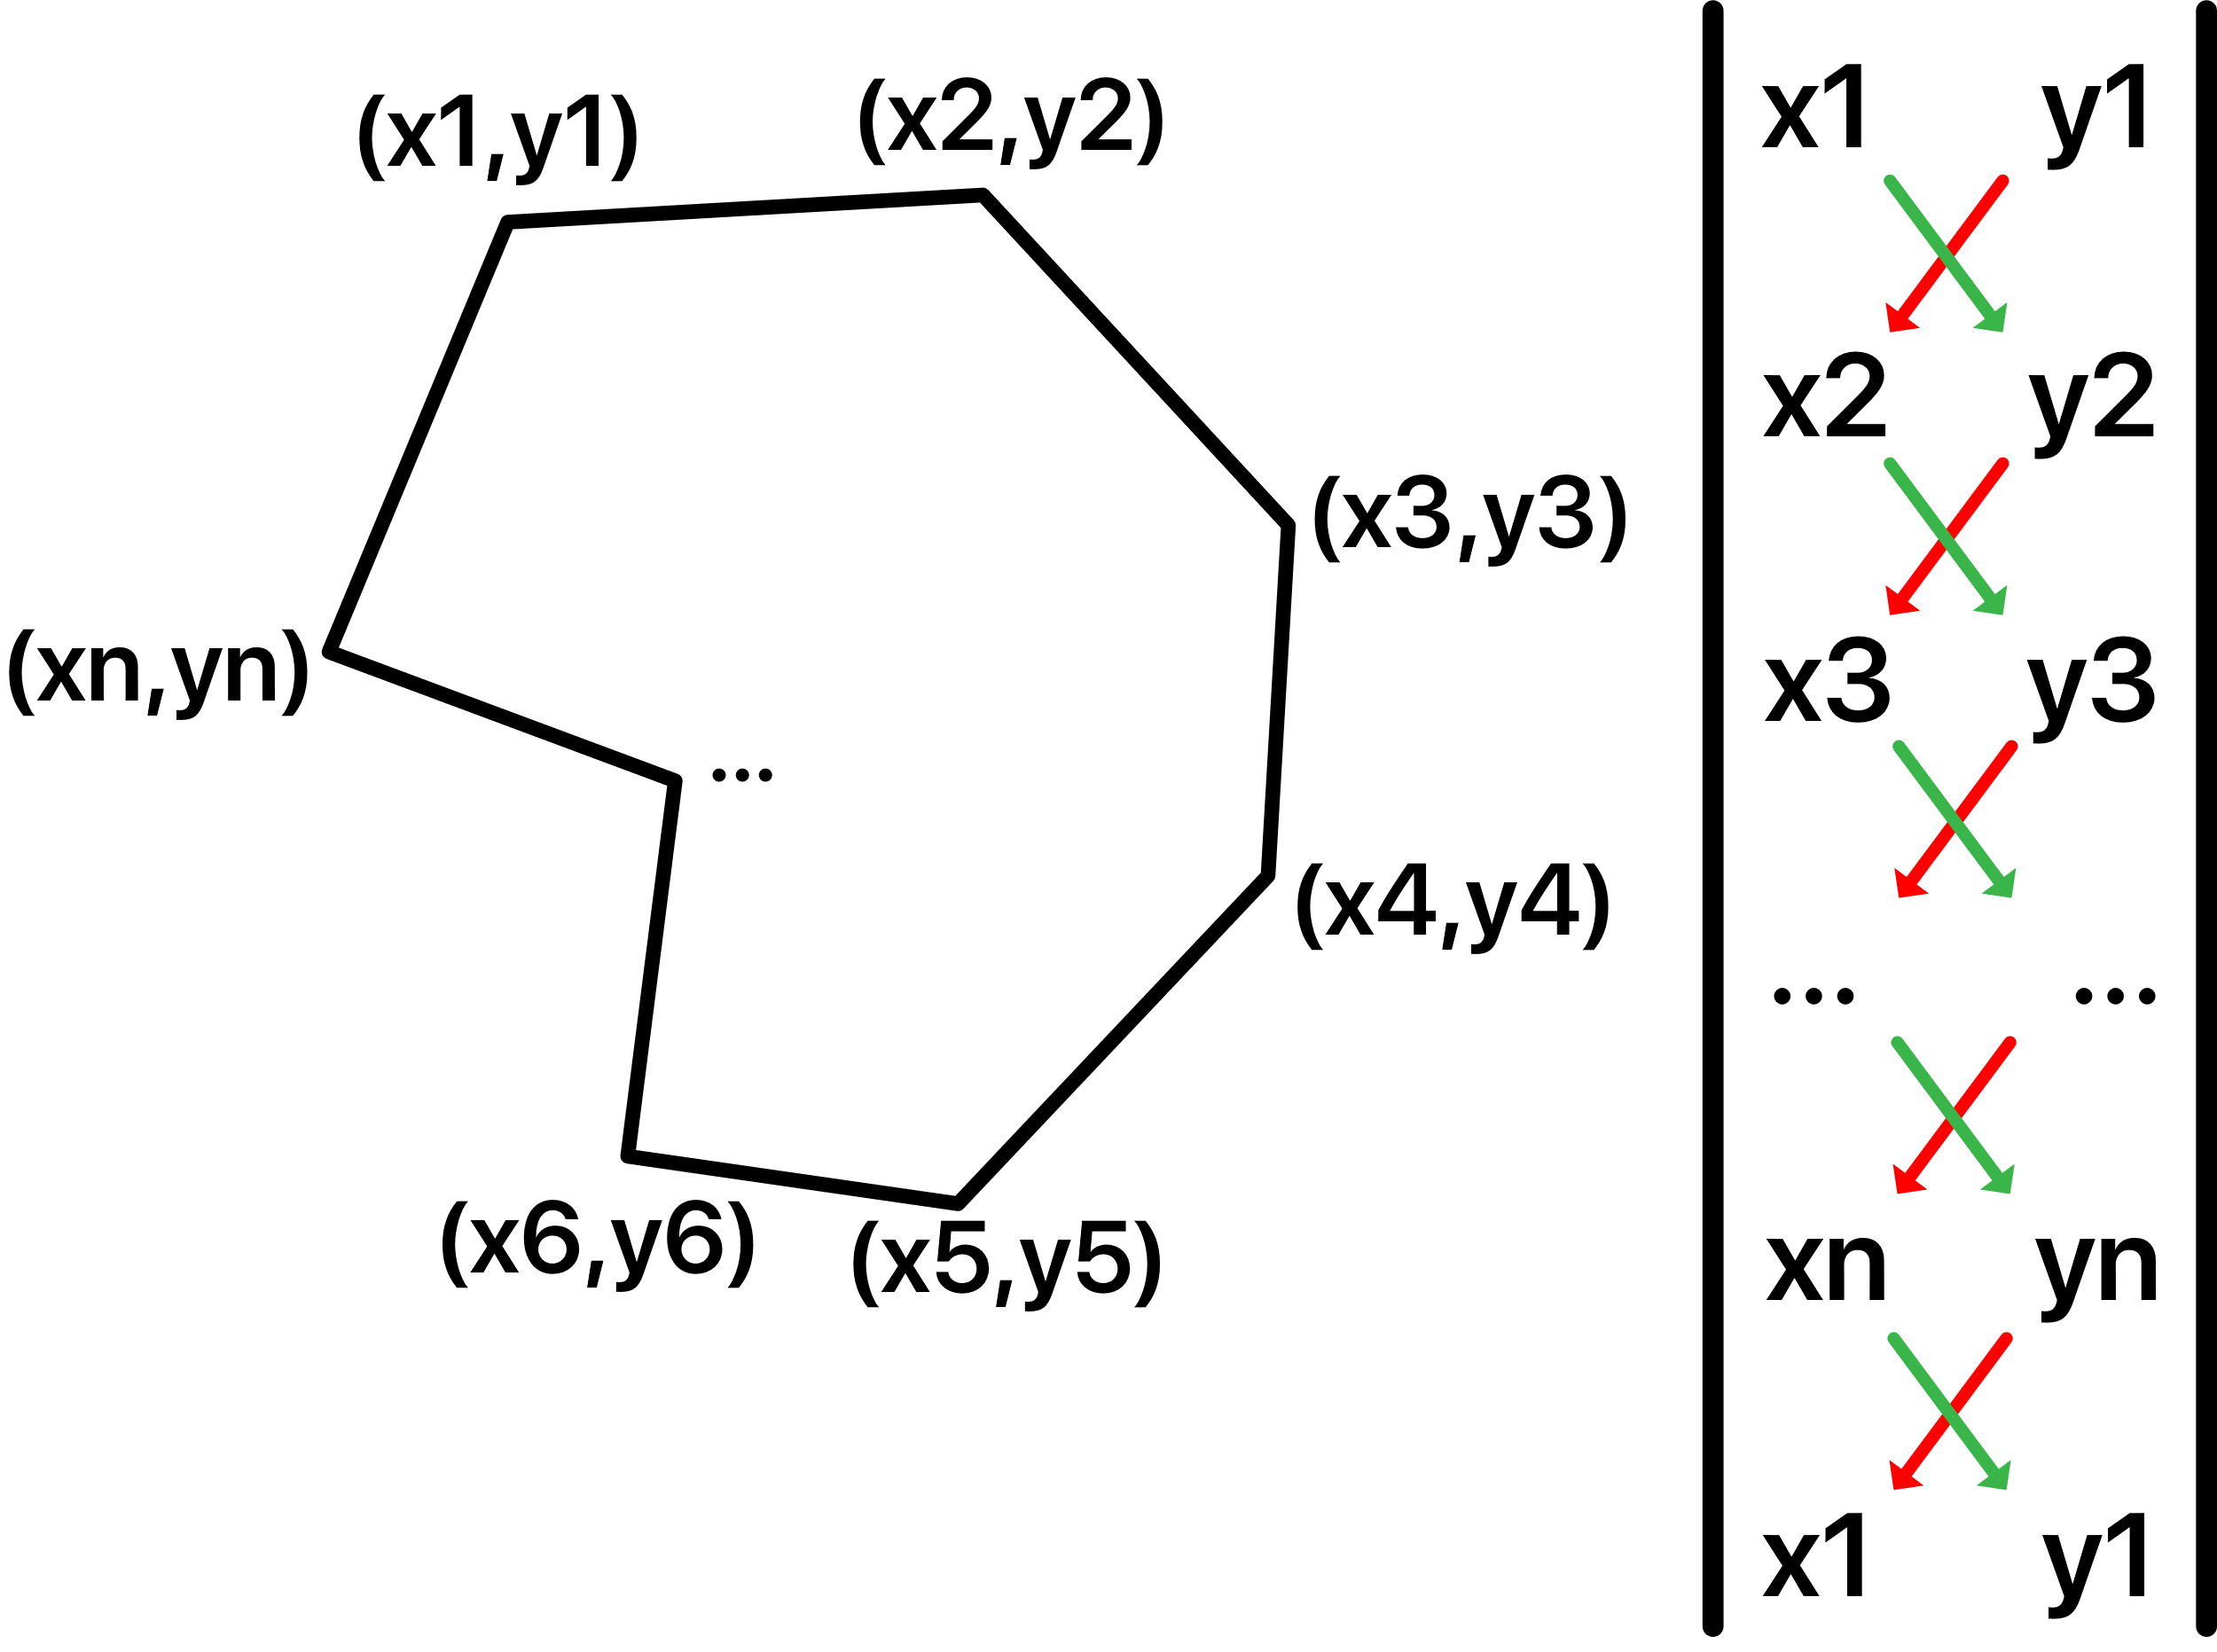 (x1,y1)
(x2,y2)
(x3,y3)
(xn,yn)
...
(x4,y4)
(x6,y6)
(x5,y5)
x1 y1
x2 y2
x3 y3
... ...
xn yn
x1 y1